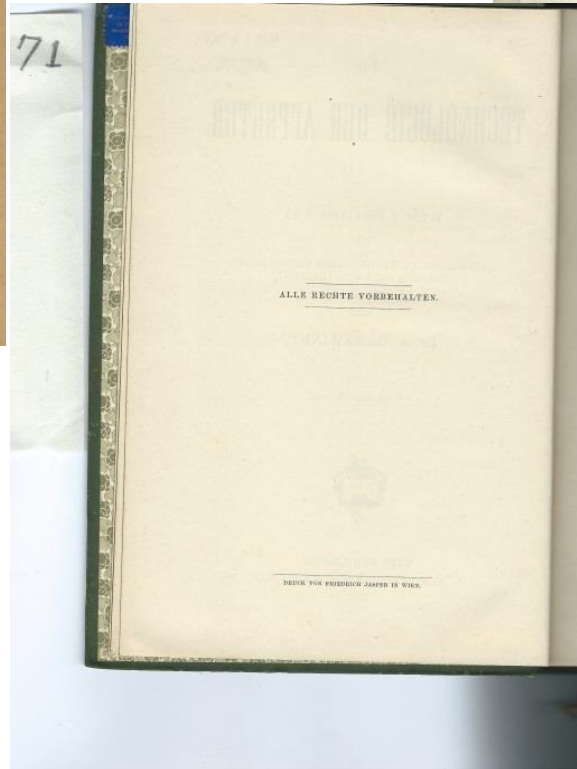 71
ALLE RECHTE VORBEHALTEN.
DRUCK VON FRIEDRICH JASPER IN WIEN.